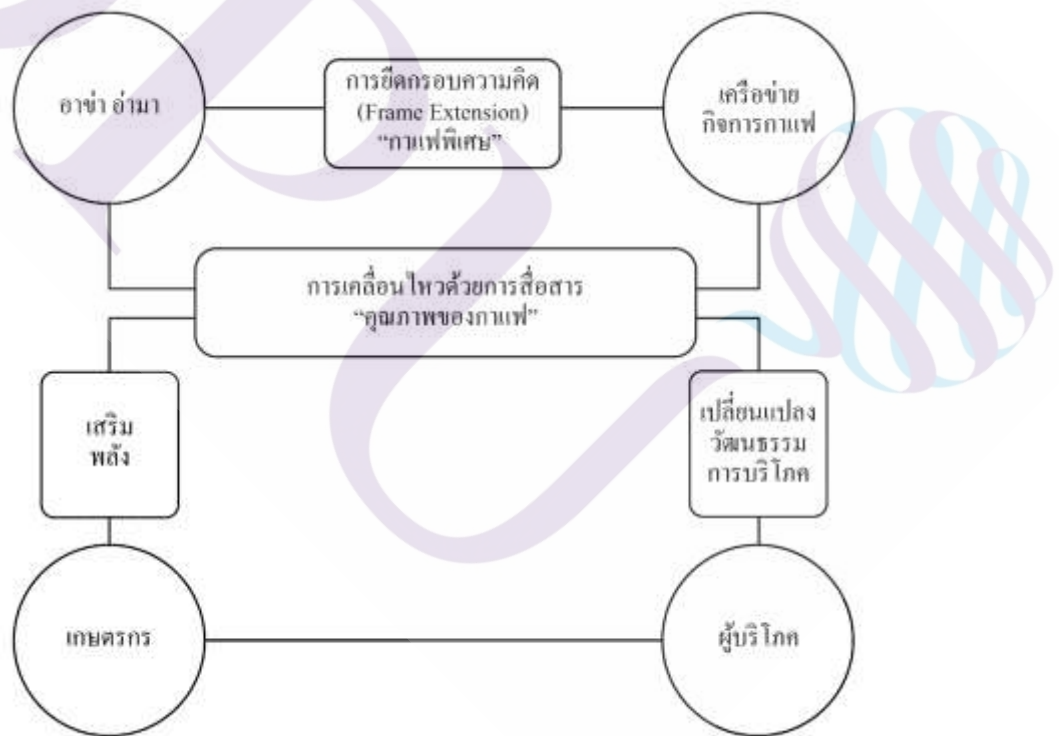 อาข่า อ่ามา
การยืดกรอบความคิด
(Frame Extension)
“กาแฟพิเศษ”
เครือข่าย
กิจการกาแฟ
การเคลื่อนไหวด้วยการสื่อสาร
“คุณภาพของกาแฟ”
เสริม
พลัง
เปลี่ยนแปลง
วัฒนธรรม
การบริโภค
เกษตรกร
ผู้บริโภค